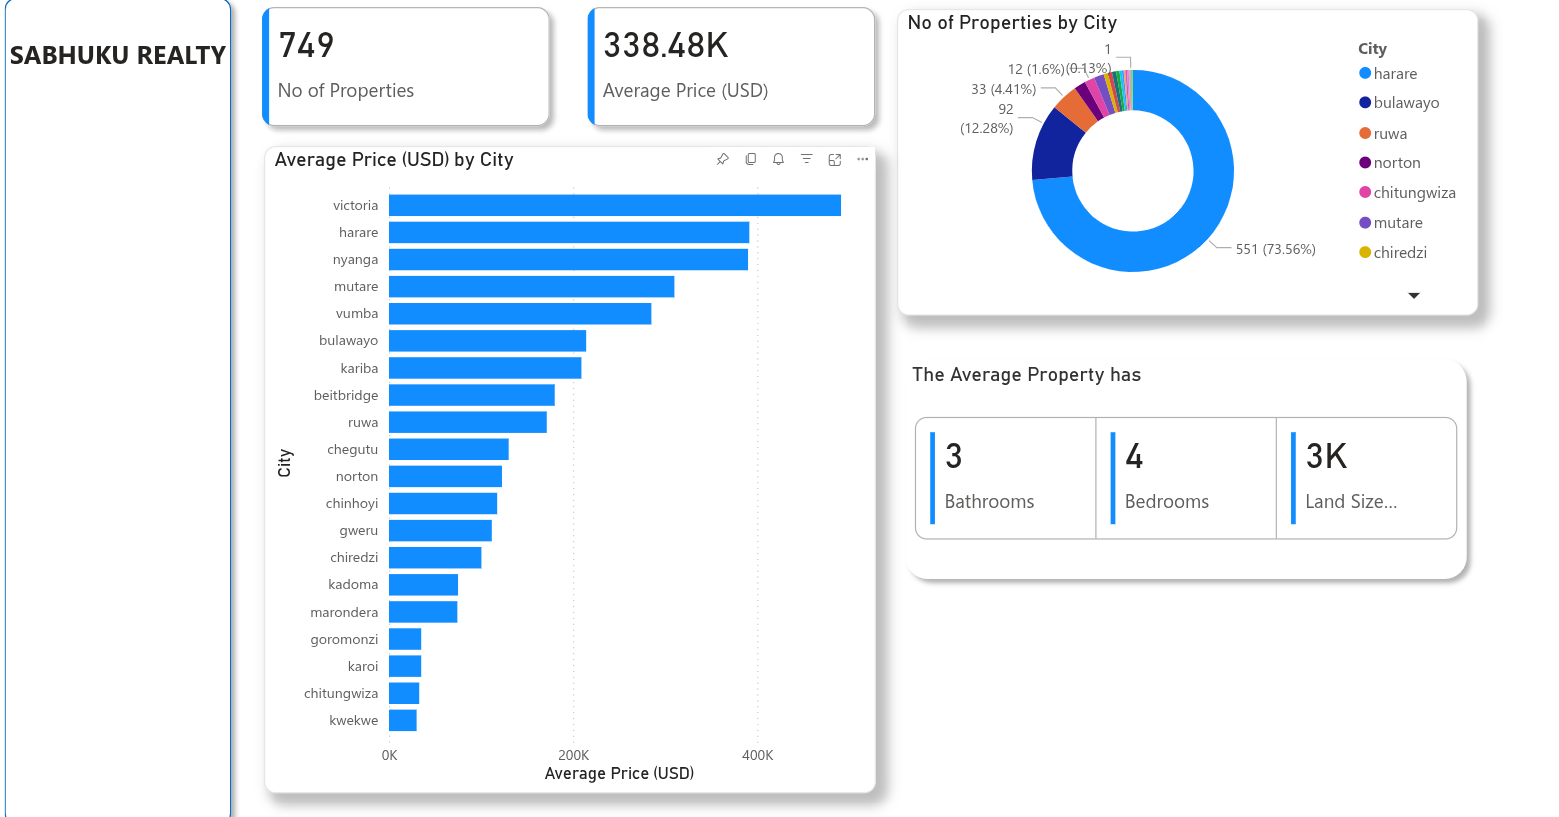 SABHUKU REALTY
749
No of Properties
338.48K
Average Price (USD)
Average Price (USD) by City
City
victoria
harare
nyanga
mutare
vumba
bulawayo
kariba
beitbridge
ruwa
chegutu
norton
chinhoyi
gweru
chiredzi
kadoma
marondera
goromonzi
karoi
chitungwiza
kwekwe
0K 200K 400K
Average Price (USD)
No of Properties by City
1
(0.13%)
12 (1.6%)
33 (4.41%)
92
(12.28%)
551 (73.56%)
City
harare
bulawayo
ruwa
norton
chitungwiza
mutare
chiredzi
The Average Property has
3
Bathrooms
4
Bedrooms
3K
Land Size...